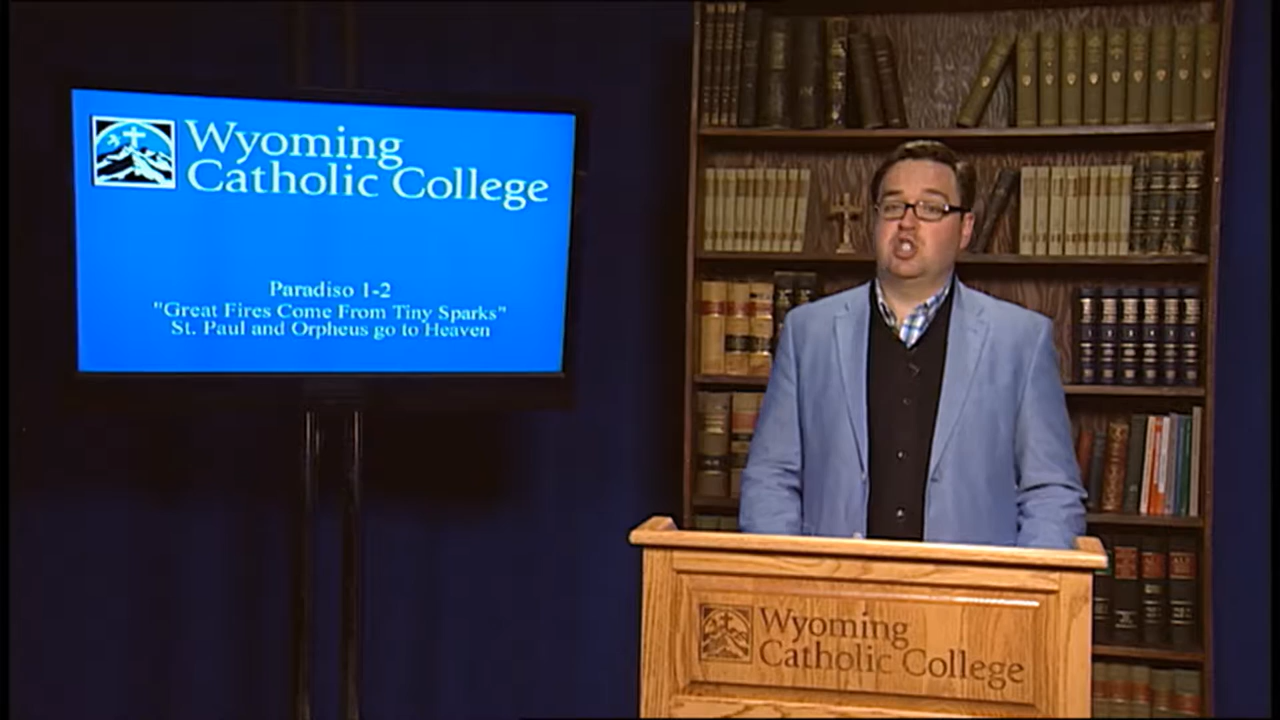 Wyoming
Catholic College
Paradiso 1-2
"Great Fires Come From Tiny Sparks"
St. Paul and Orpheus go to Heaven
Wyoming
Catholic College